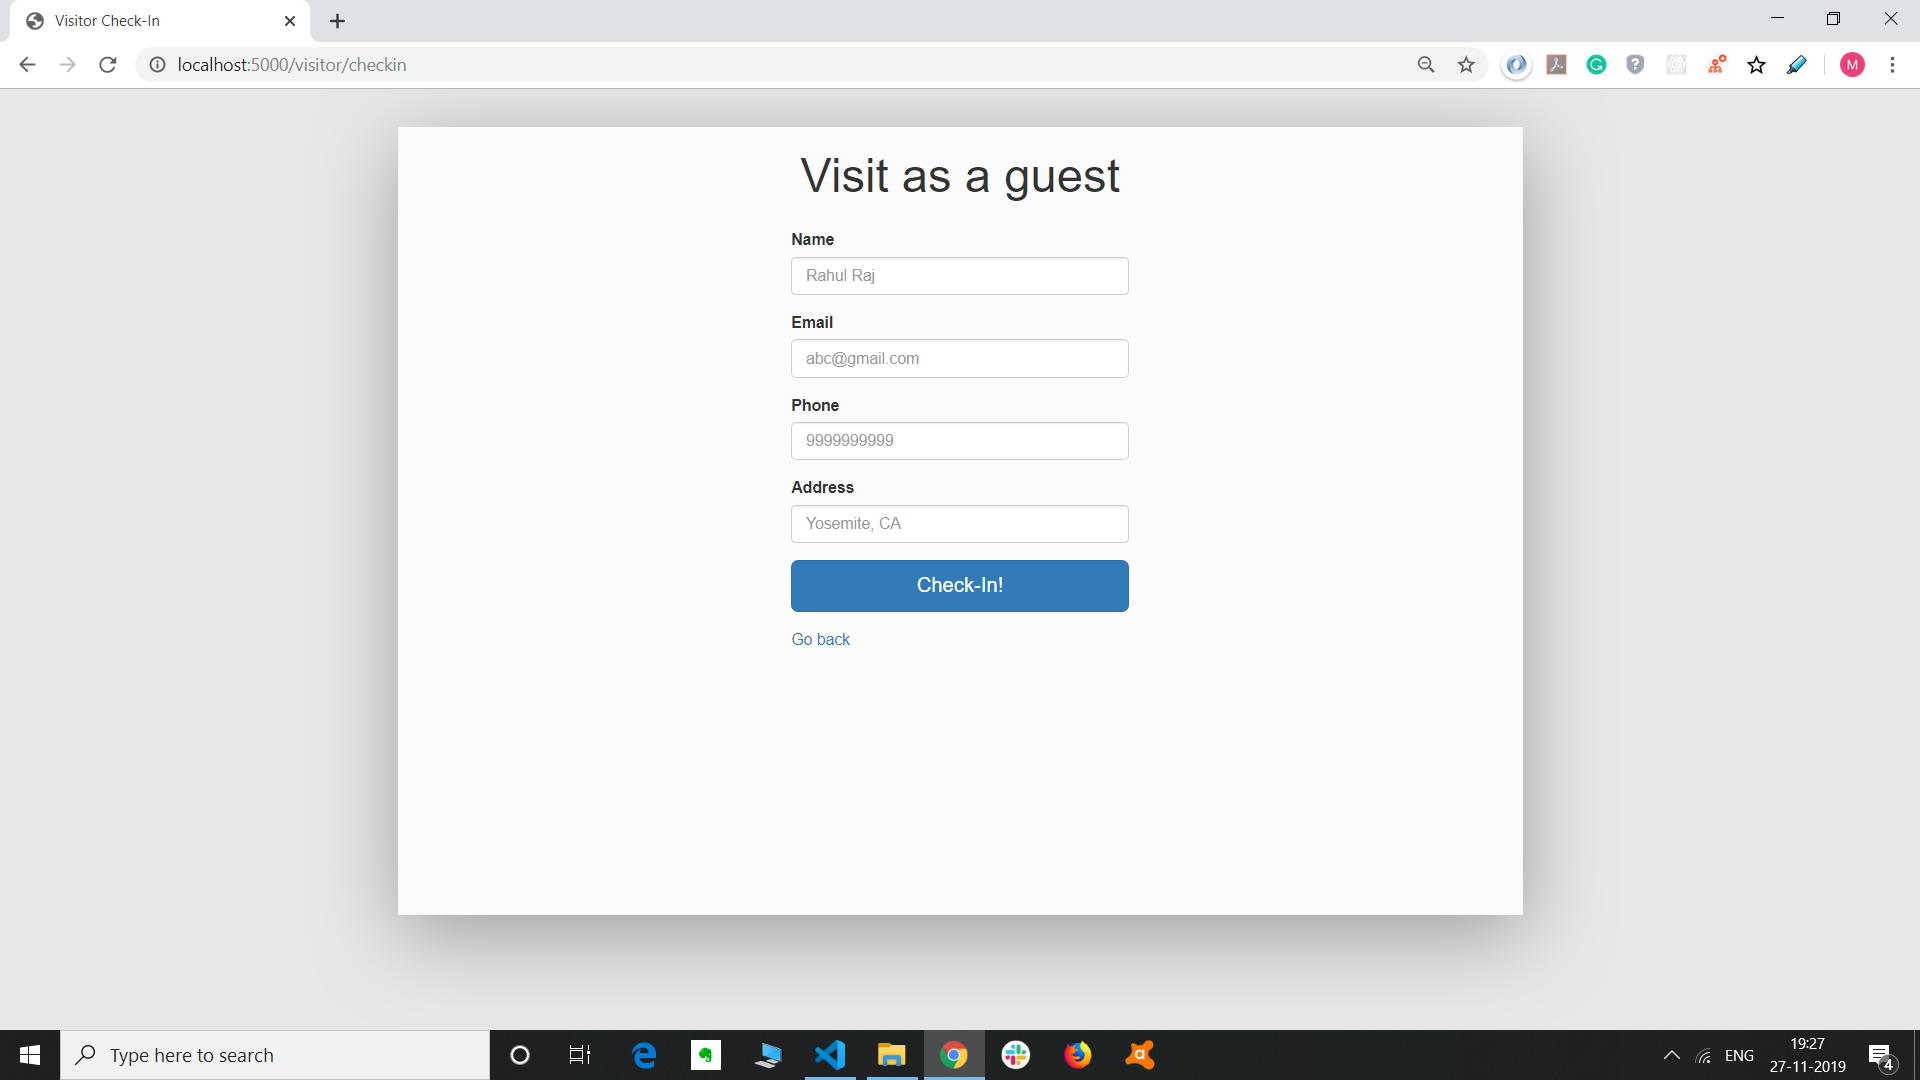 Visitor Check-In
localhost:5000/visitor/checkin
M
Visit as a guest
Name
Rahul Raj
Email
abc@gmail.com
Phone
9999999999
Address
Yosemite, CA
Check-In!
Go back
Type here to search
ENG
19:27
27-11-2019
4